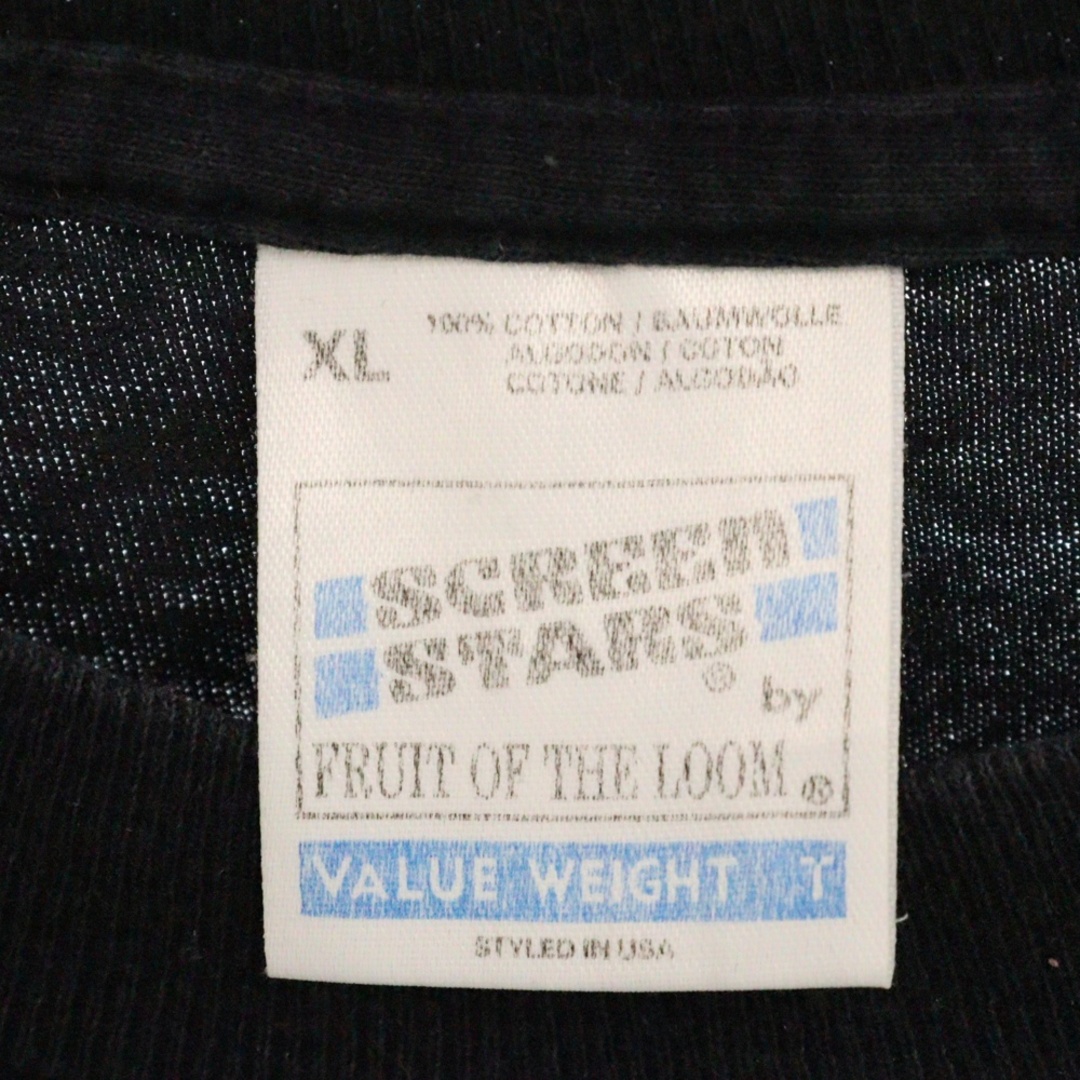 XL
100% COTTON / BAUMWOLLE
ALGODON / COTON
COTONE / ALGODÃO
SCREEN
STARS ®
by
FRUIT OF THE LOOM ®
VALUE WEIGHT T
STYLED IN USA